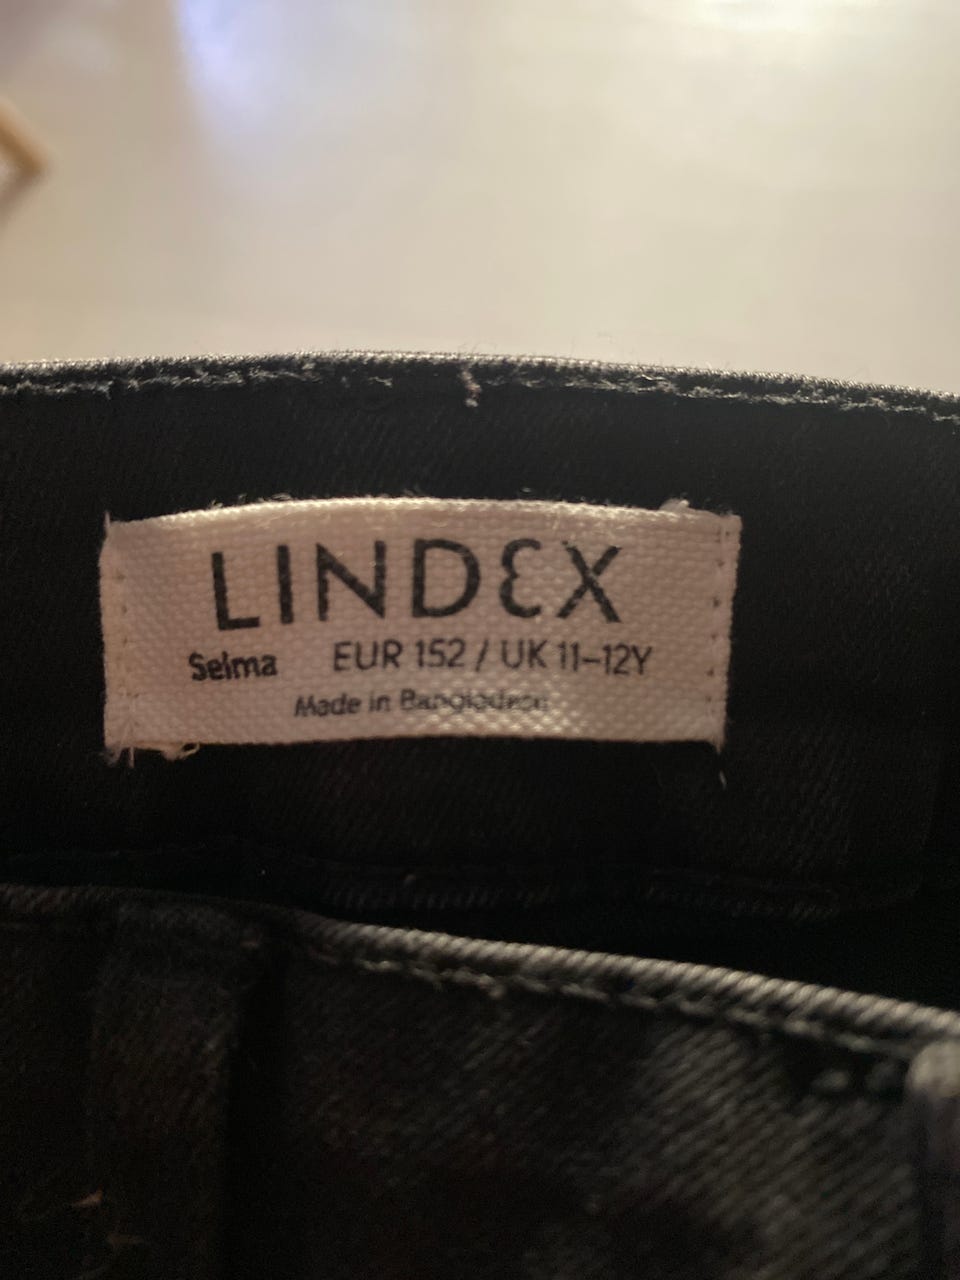 LINDEX
Selma EUR 152 / UK 11–12Y
Made in Bangladesh